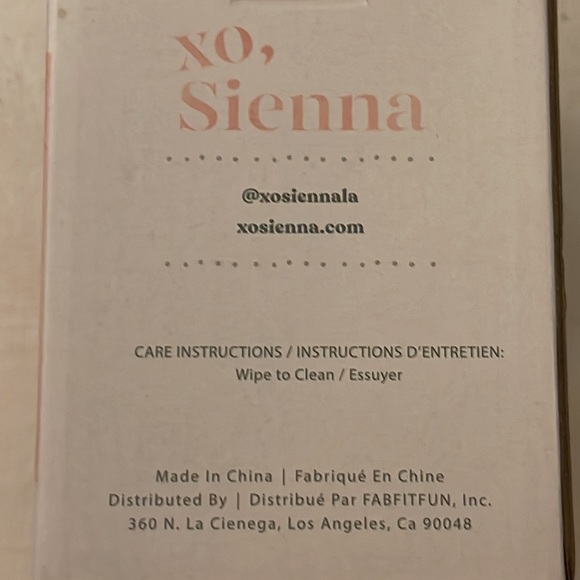 xo,
Sienna
@xosiennala
xosienna.com
CARE INSTRUCTIONS / INSTRUCTIONS D'ENTRETIEN:
Wipe to Clean / Essuyer
Made In China | Fabriqué En Chine
Distributed By | Distribué Par FABFITFUN, Inc.
360 N. La Cienega, Los Angeles, Ca 90048